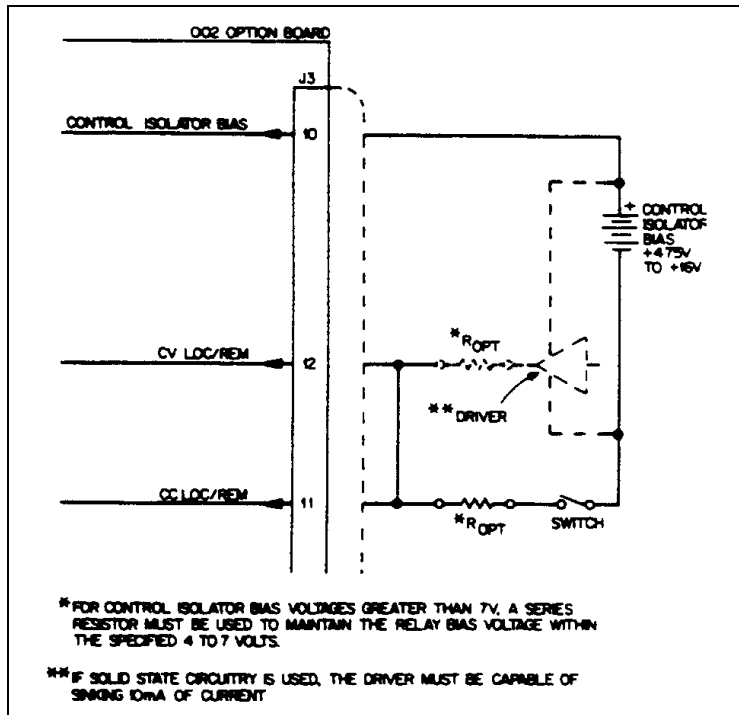 002 OPTION BOARD
J3
CONTROL ISOLATOR BIAS
10
+ CONTROL
ISOLATOR
BIAS
+4.75V
TO +16V
*ROPT
CV LOC/REM
12
**DRIVER
CC LOC/REM
11
*ROPT
SWITCH
*FOR CONTROL ISOLATOR BIAS VOLTAGES GREATER THAN 7V, A SERIES
RESISTOR MUST BE USED TO MAINTAIN THE RELAY BIAS VOLTAGE WITHIN
THE SPECIFIED 4 TO 7 VOLTS.
**IF SOLID STATE CIRCUITRY IS USED, THE DRIVER MUST BE CAPABLE OF
SINKING 10mA OF CURRENT